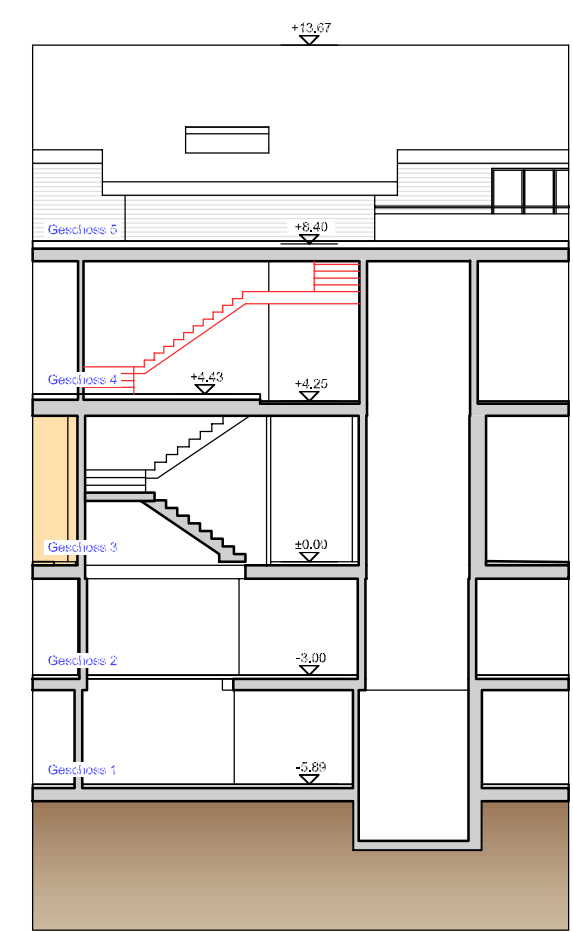 +13.67
Geschoss 5
+8.40
Geschoss 4
+4.43
+4.25
Geschoss 3
±0.00
Geschoss 2
-3.00
Geschoss 1
-5.89